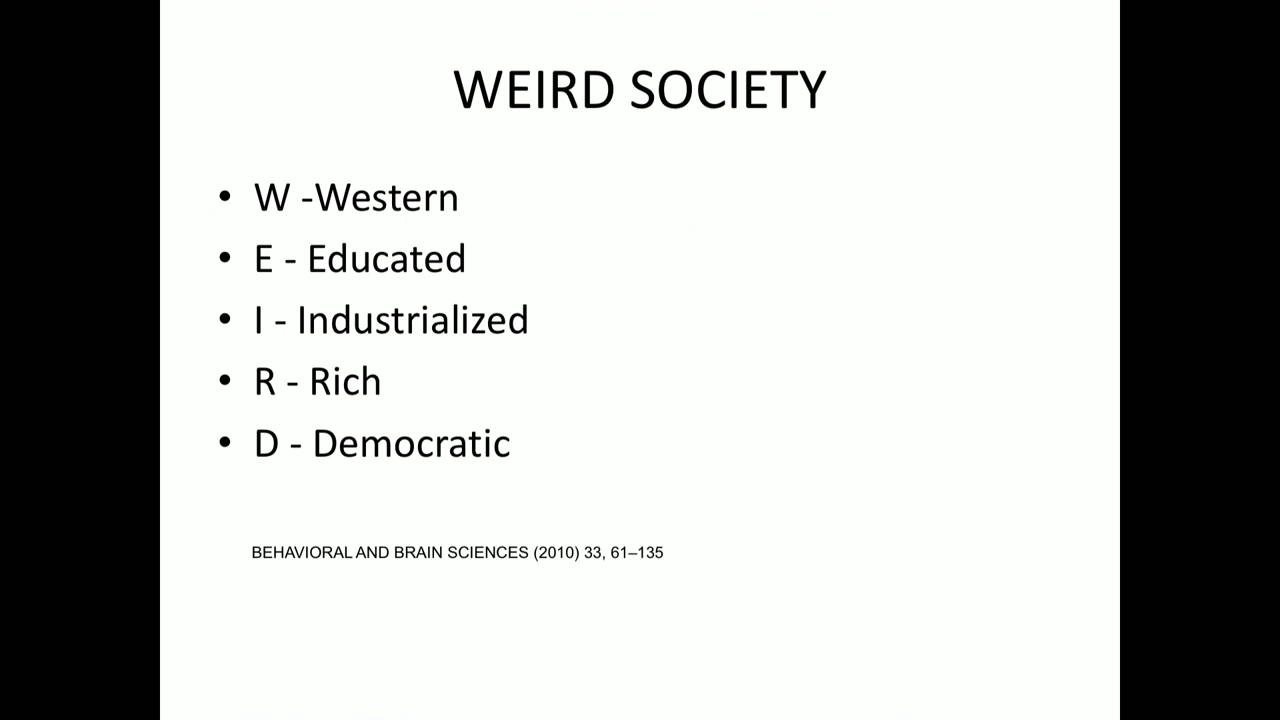 WEIRD SOCIETY
• W -Western
• E - Educated
• I - Industrialized
• R - Rich
• D - Democratic
BEHAVIORAL AND BRAIN SCIENCES (2010) 33, 61–135